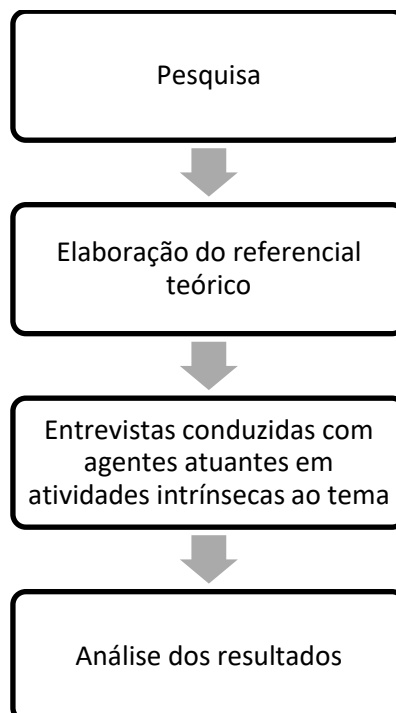 Pesquisa
Elaboração do referencial
teórico
Entrevistas conduzidas com
agentes atuantes em
atividades intrínsecas ao tema
Análise dos resultados